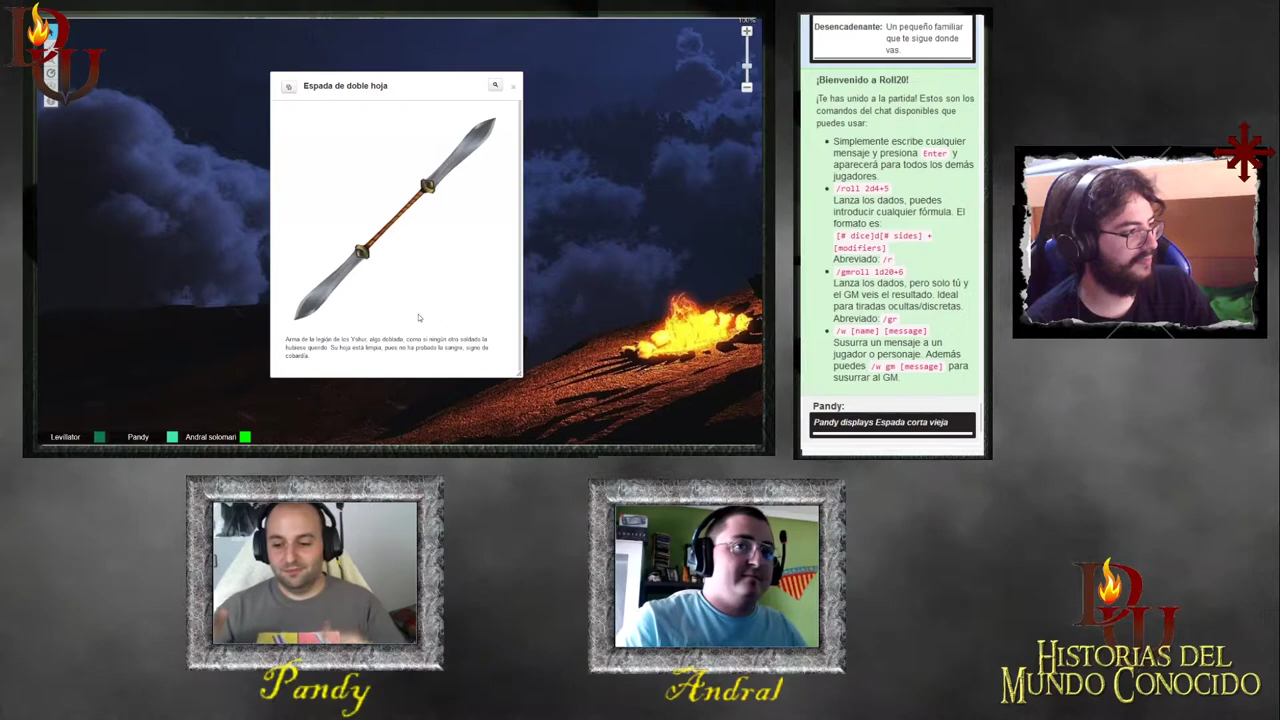 DU
100%
Espada de doble hoja
Arma de la legión de los Yshur, algo doblada, como si ningún otro soldado la
hubiese querido. Su hoja está limpia, pues no ha probado la sangre, signo de
cobardía.
Levillator
Pandy
Andral solomari
Desencadenante: Un pequeño familiar
que te sigue donde
vas.
¡Bienvenido a Roll20!
¡Te has unido a la partida! Estos son los
comandos del chat disponibles que
puedes usar:
Simplemente escribe cualquier
mensaje y presiona Enter y
aparecerá para todos los demás
jugadores.
/roll 2d4+5
Lanza los dados, puedes
introducir cualquier fórmula. El
formato es:
[# dice]d[# sides] +
[modifiers]
Abreviado: /r
/gmroll 1d20+6
Lanza los dados, pero solo tú y
el GM veis el resultado. Ideal
para tiradas ocultas/discretas.
Abreviado: /gr
/w [name] [message]
Susurra un mensaje a un
jugador o personaje. Además
puedes /w gm [message] para
susurrar al GM.
Pandy:
Pandy displays Espada corta vieja
Pandy
Andral
DU
HISTORIAS DEL
MUNDO CONOCIDO